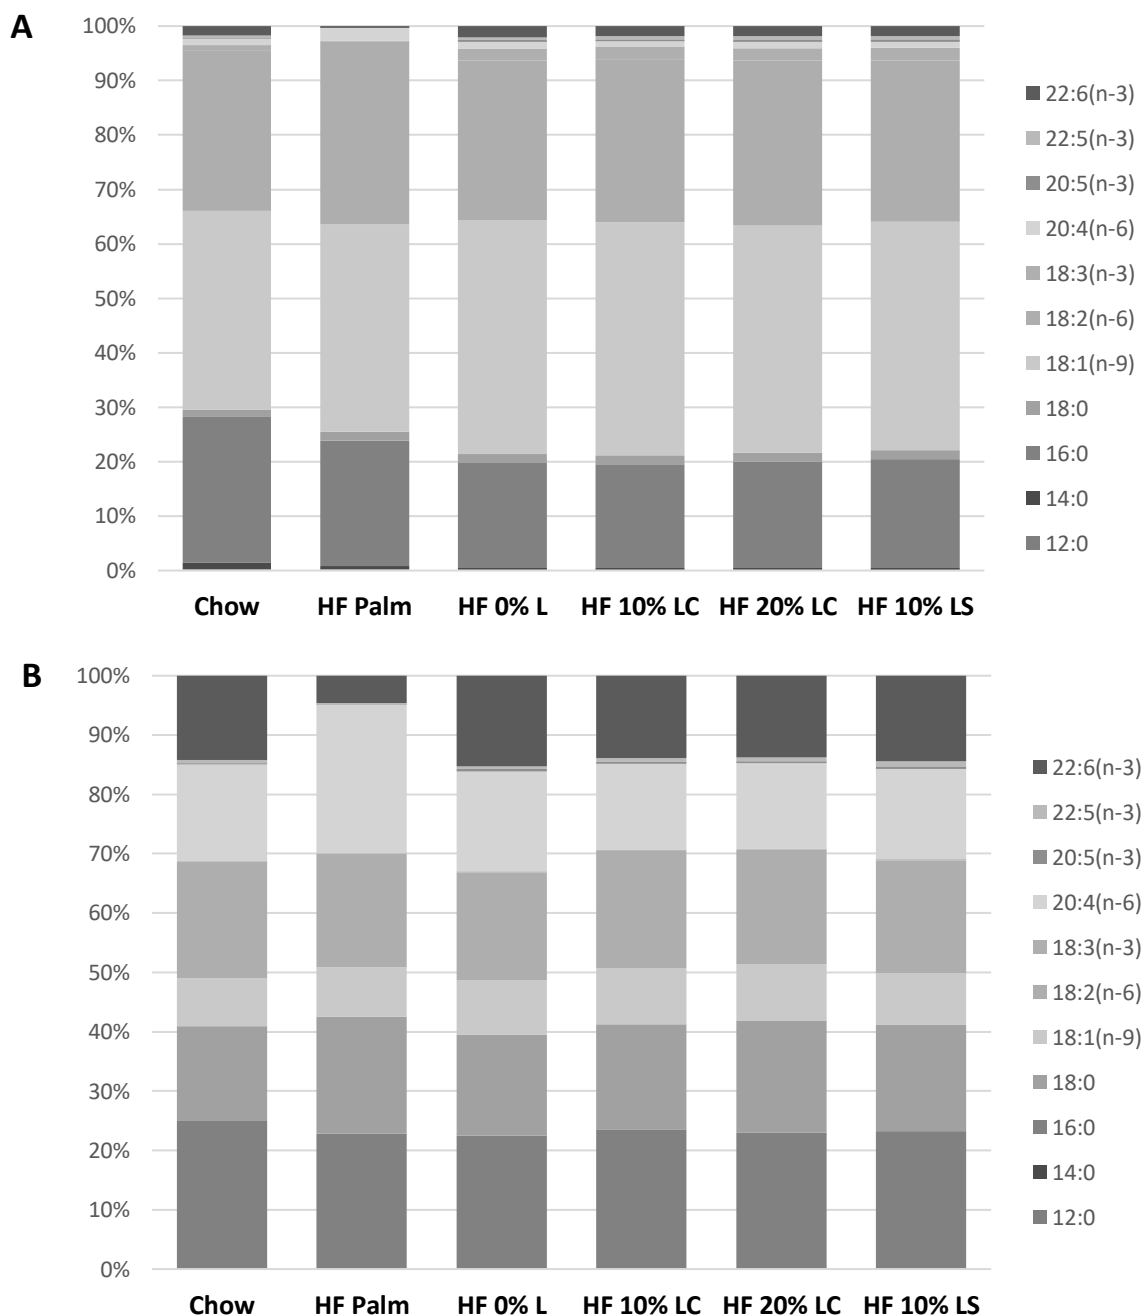 A
100%
90%
80%
70%
60%
50%
40%
30%
20%
10%
0%
Chow HF Palm HF 0% L HF 10% LC HF 20% LC HF 10% LS
22:6(n-3)
22:5(n-3)
20:5(n-3)
20:4(n-6)
18:3(n-3)
18:2(n-6)
18:1(n-9)
18:0
16:0
14:0
12:0
B
100%
90%
80%
70%
60%
50%
40%
30%
20%
10%
0%
Chow HF Palm HF 0% L HF 10% LC HF 20% LC HF 10% LS
22:6(n-3)
22:5(n-3)
20:5(n-3)
20:4(n-6)
18:3(n-3)
18:2(n-6)
18:1(n-9)
18:0
16:0
14:0
12:0